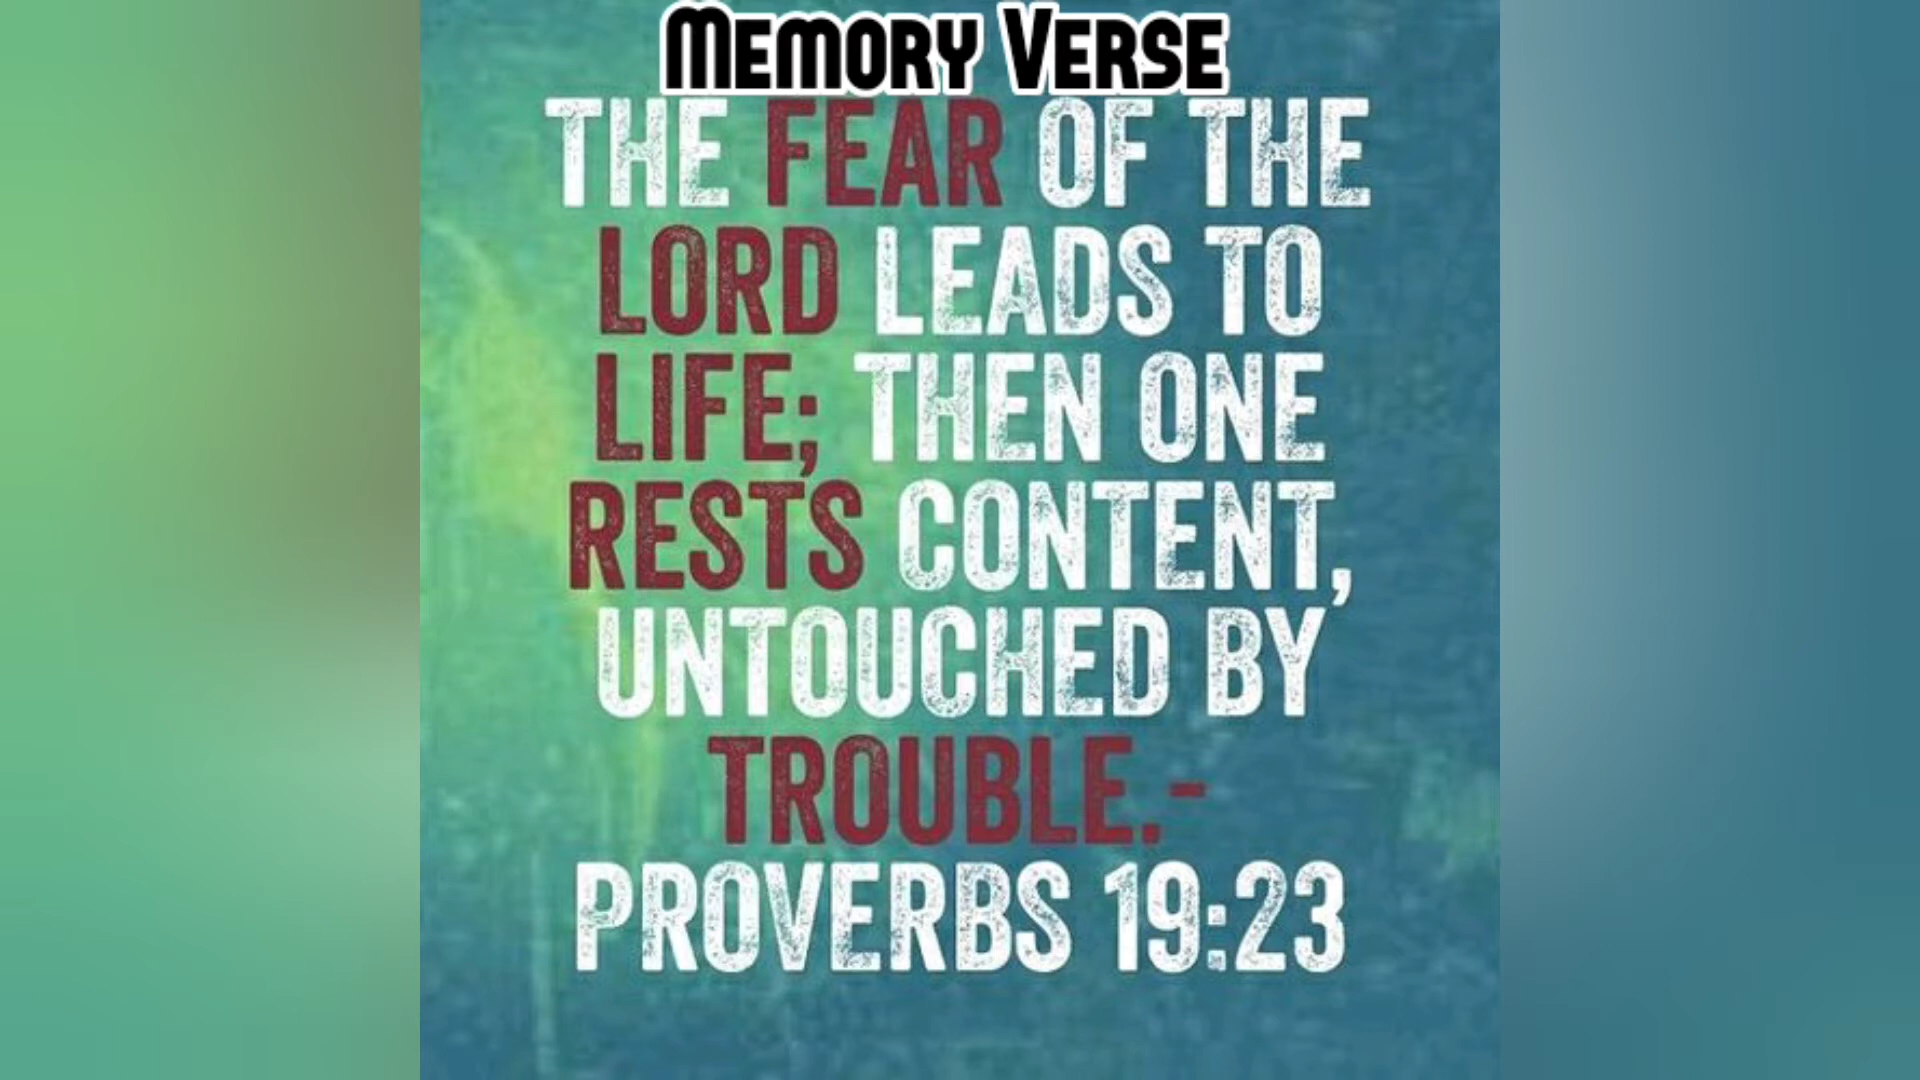 MEMORY VERSE
THE FEAR OF THE
LORD LEADS TO
LIFE; THEN ONE
RESTS CONTENT,
UNTOUCHED BY
TROUBLE.-
PROVERBS 19:23